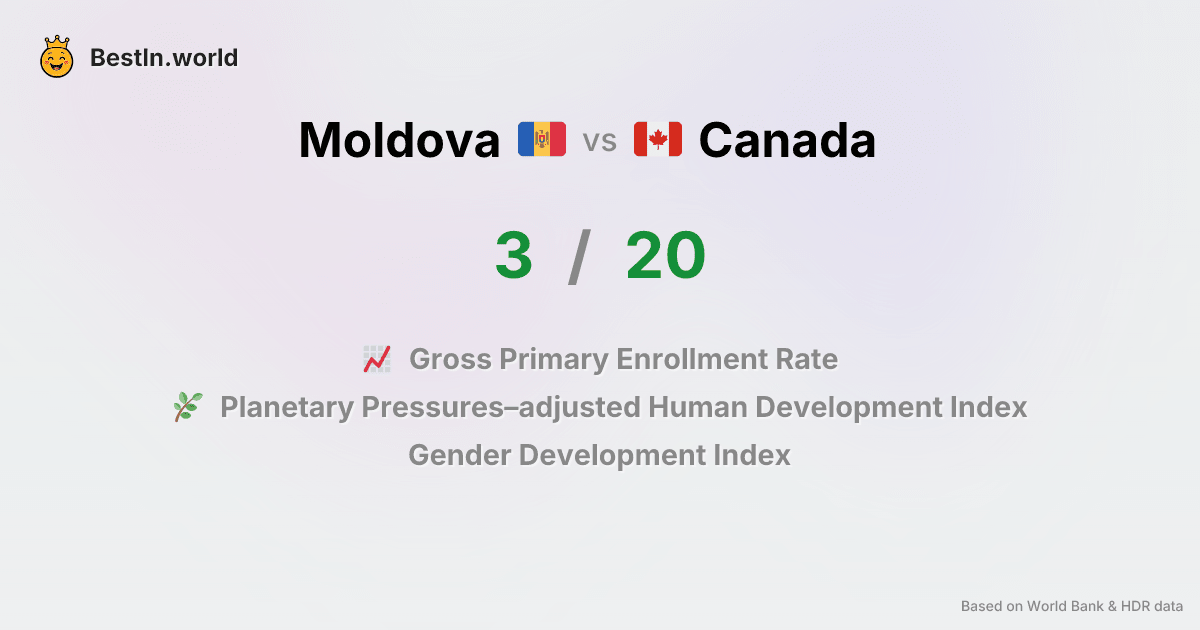 BestIn.world
Moldova vs Canada
3 / 20
Gross Primary Enrollment Rate
Planetary Pressures–adjusted Human Development Index
Gender Development Index
Based on World Bank & HDR data